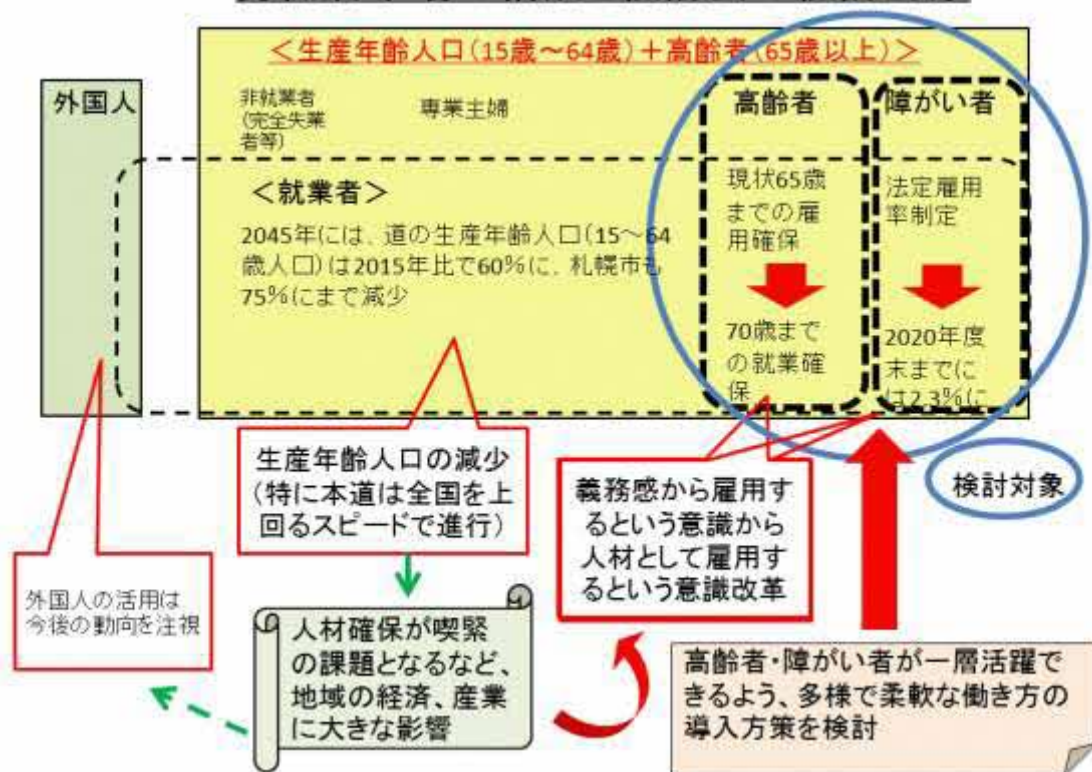 ＜生産年齢人口(15歳～64歳)＋高齢者(65歳以上)＞
外国人
非就業者
(完全失業
者等)
専業主婦
高齢者
障がい者
＜就業者＞
2045年には、道の生産年齢人口(15～64
歳人口)は2015年比で60%に、札幌市も
75%にまで減少
現状65歳
までの雇
用確保
70歳まで
の就業確
保
法定雇用
率制定
2020年度
末までに
は2.3%に
生産年齢人口の減少
(特に本道は全国を上
回るスピードで進行)
義務感から雇用す
るという意識から
人材として雇用す
るという意識改革
検討対象
外国人の活用は
今後の動向を注視
人材確保が喫緊
の課題となるなど、
地域の経済、産業
に大きな影響
高齢者・障がい者が一層活躍で
きるよう、多様で柔軟な働き方の
導入方策を検討